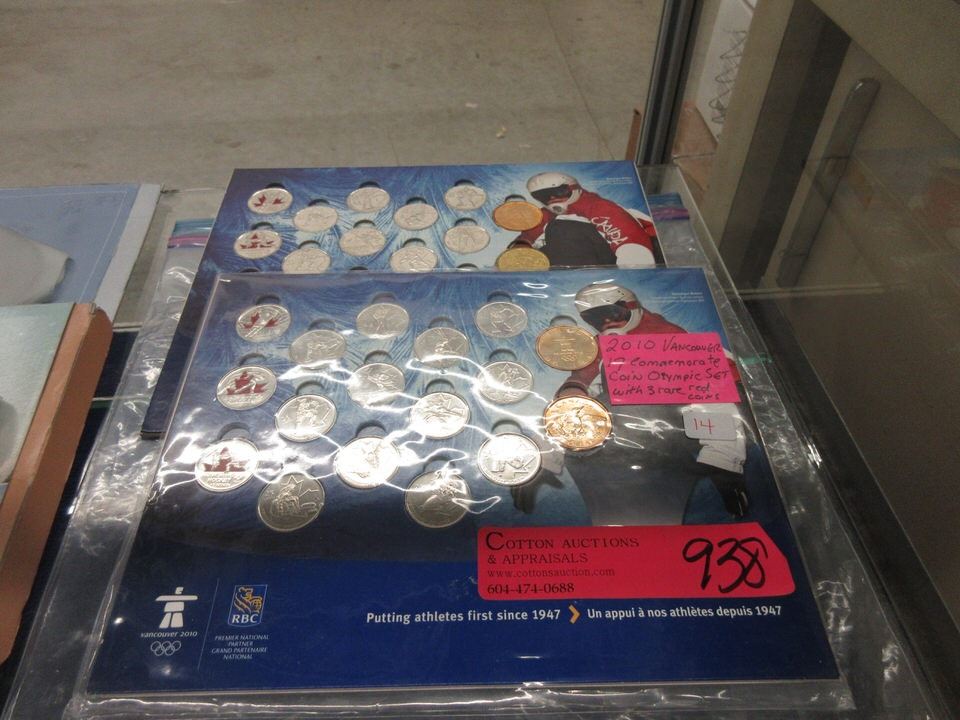 CANADA
2010 VANCOUVER
17 Commemorate
Coin Olympic SET
with 3 rare red
coins
14
COTTON AUCTIONS
& APPRAISALS
www.cottonsauction.com
604-474-0688
938
vancouver 2010
RBC
PREMIER NATIONAL
PARTNER
GRAND PARTENAIRE
NATIONAL
Putting athletes first since 1947 > Un appui à nos athlètes depuis 1947